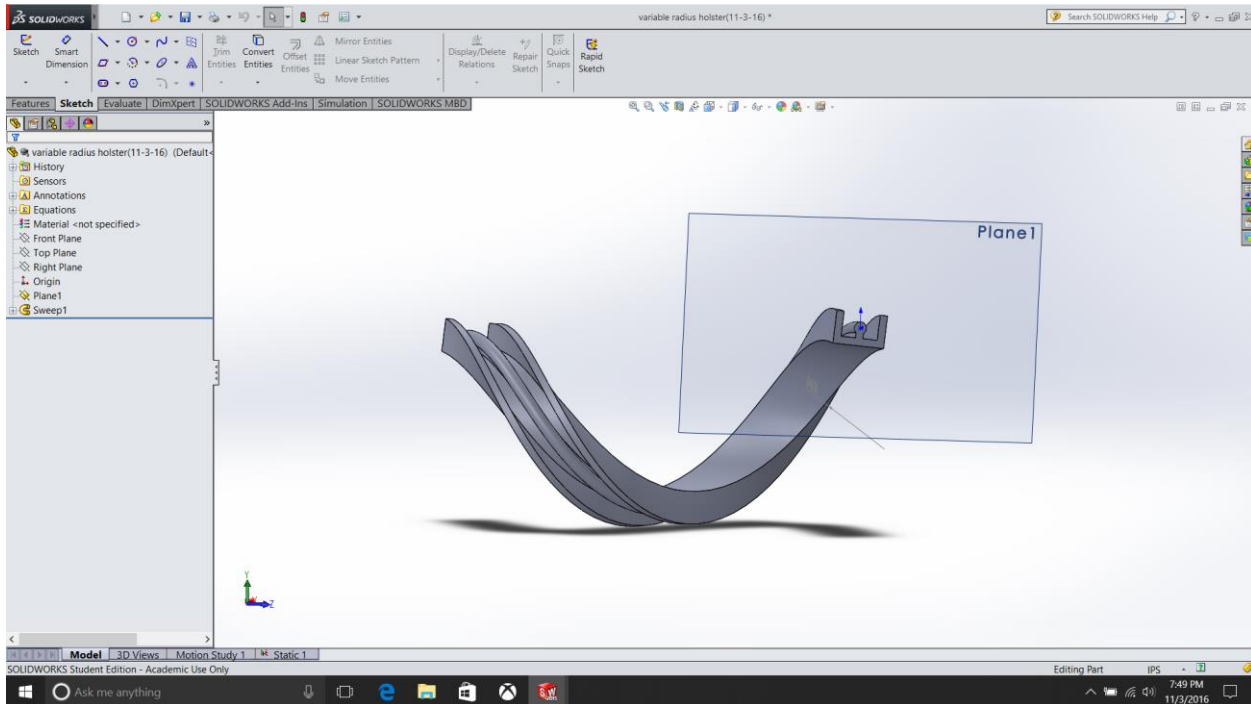 SOLIDWORKS
variable radius holster(11-3-16) *
Search SOLIDWORKS Help
Sketch
Smart Dimension
Trim Entities
Convert Entities
Offset Entities
Mirror Entities
Linear Sketch Pattern
Move Entities
Display/Delete Relations
Repair Sketch
Quick Snaps
Rapid Sketch
Features Sketch Evaluate DimXpert SOLIDWORKS Add-Ins Simulation SOLIDWORKS MBD
variable radius holster(11-3-16) (Default<
History
Sensors
Annotations
Equations
Material <not specified>
Front Plane
Top Plane
Right Plane
Origin
Plane1
Sweep1
Plane1
Y
Z
Model 3D Views Motion Study 1 Static 1
SOLIDWORKS Student Edition - Academic Use Only
Editing Part
IPS
Ask me anything
7:49 PM
11/3/2016